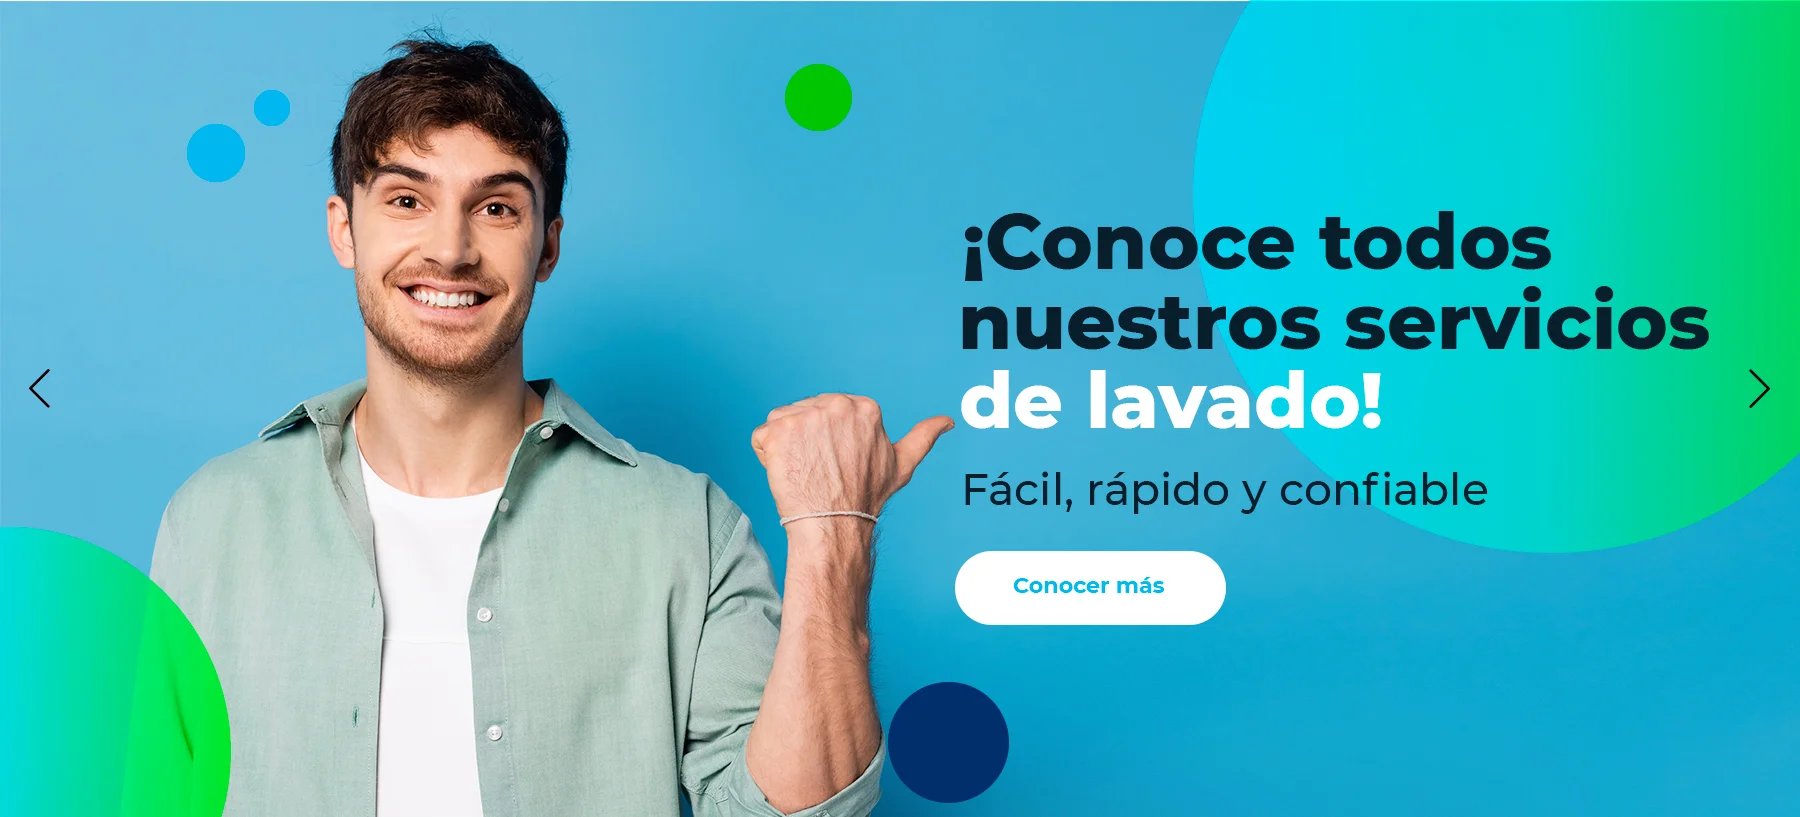 ¡Conoce todos
nuestros servicios
de lavado!
Fácil, rápido y confiable
Conocer más